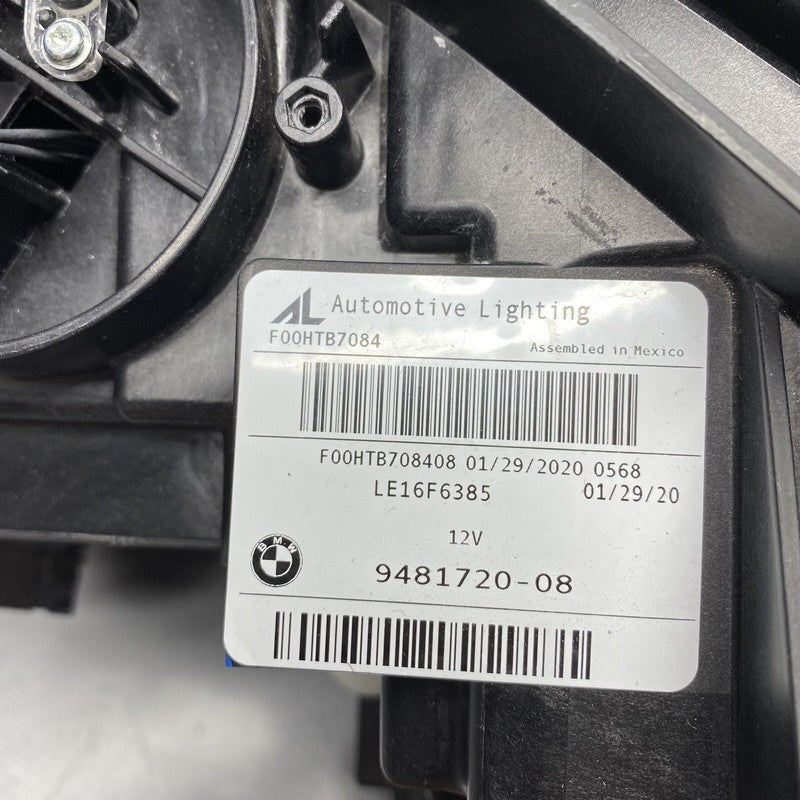 AL Automotive Lighting
F00HTB7084
Assembled in Mexico
F00HTB708408 01/29/2020 0568
LE16F6385 01/29/20
12V
BMW
9481720-08